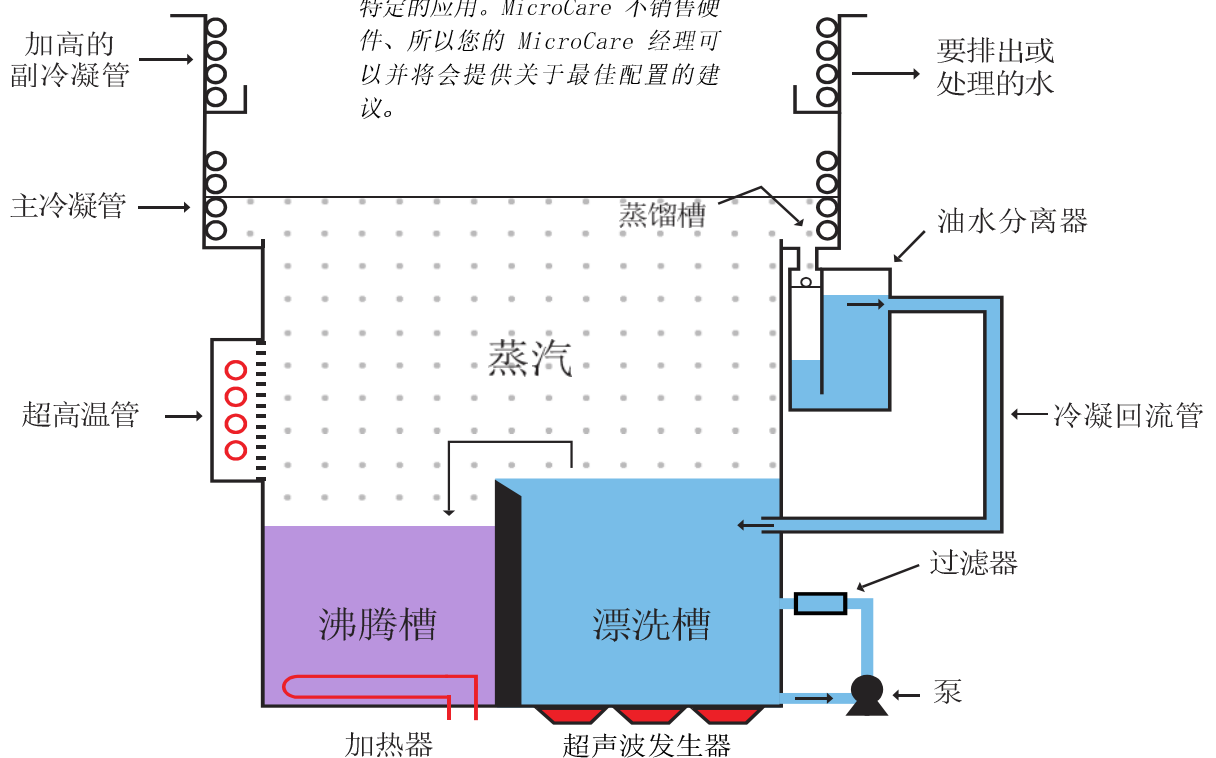 特定的应用。MicroCare 不销售硬
件、所以您的 MicroCare 经理可
以并将会提供关于最佳配置的建
议。
加高的
副冷凝管
要排出或
处理的水
主冷凝管
蒸馏槽
油水分离器
蒸汽
超高温管
冷凝回流管
过滤器
沸腾槽
漂洗槽
泵
加热器
超声波发生器